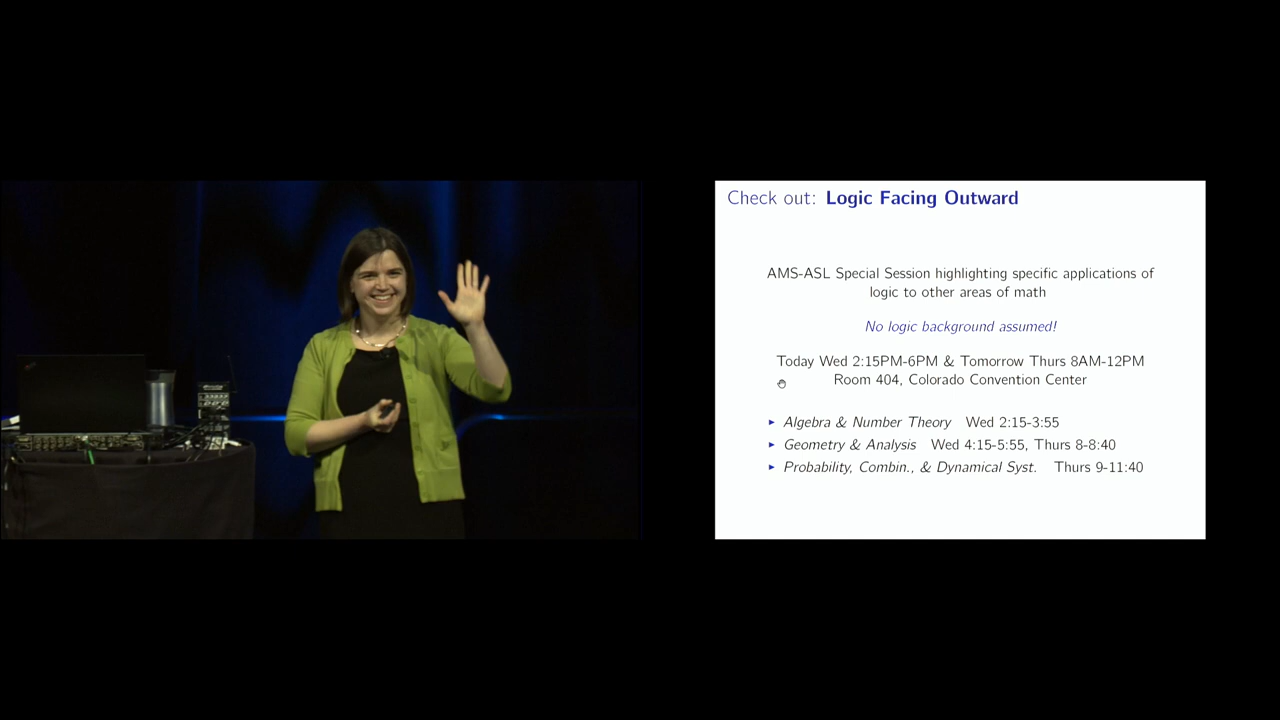 Check out: Logic Facing Outward
AMS-ASL Special Session highlighting specific applications of
logic to other areas of math
No logic background assumed!
Today Wed 2:15PM-6PM & Tomorrow Thurs 8AM-12PM
Room 404, Colorado Convention Center
▸ Algebra & Number Theory Wed 2:15-3:55
▸ Geometry & Analysis Wed 4:15-5:55, Thurs 8-8:40
▸ Probability, Combin., & Dynamical Syst. Thurs 9-11:40